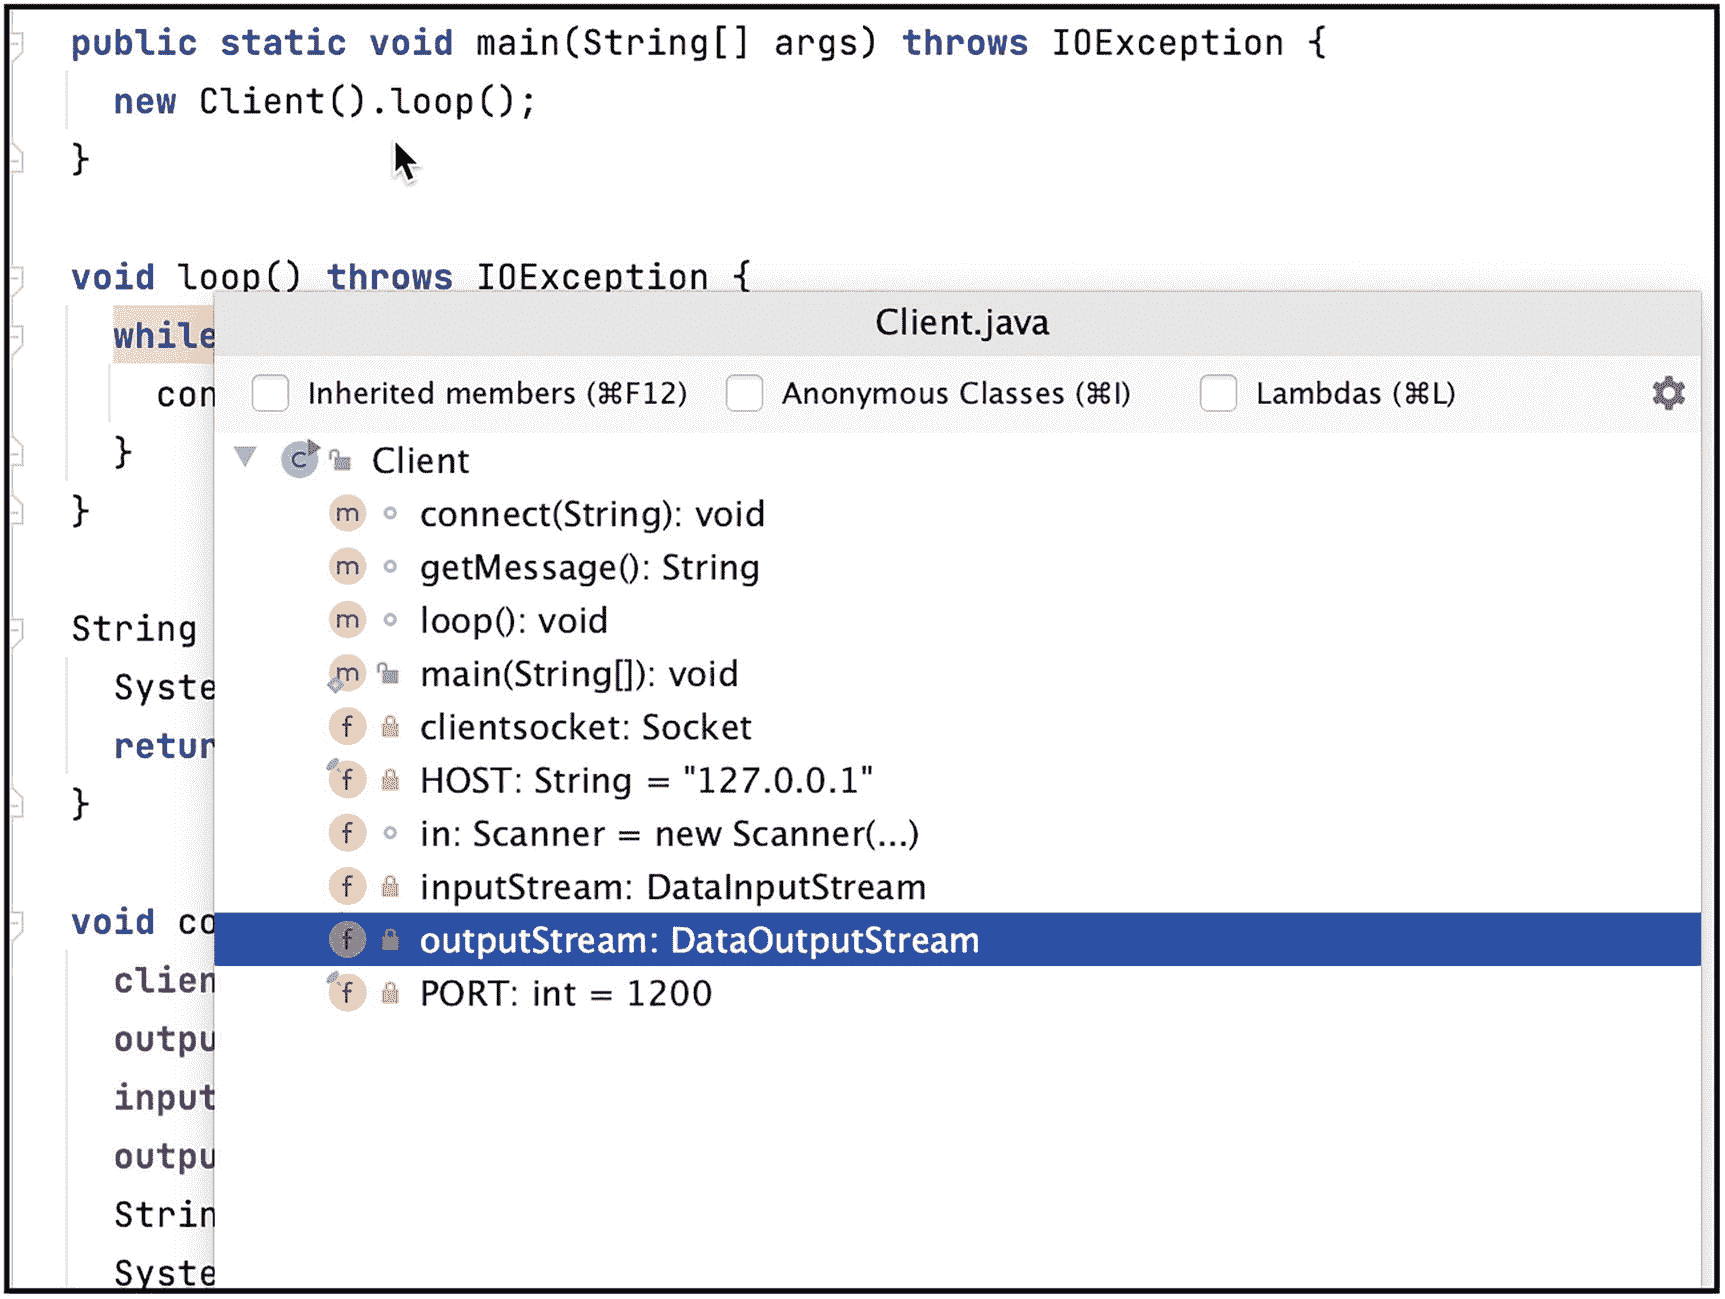 public static void main(String[] args) throws IOException {
new Client().loop();
}
void loop() throws IOException {
while
con
}
}
String
Syste
retur
}
void co
clien
outpu
input
outpu
Strin
Syste
Client.java
Inherited members (⌘F12) Anonymous Classes (⌘I) Lambdas (⌘L)
C Client
m connect(String): void
m getMessage(): String
m loop(): void
m main(String[]): void
f clientsocket: Socket
f HOST: String = "127.0.0.1"
f in: Scanner = new Scanner(...)
f inputStream: DataInputStream
f outputStream: DataOutputStream
f PORT: int = 1200